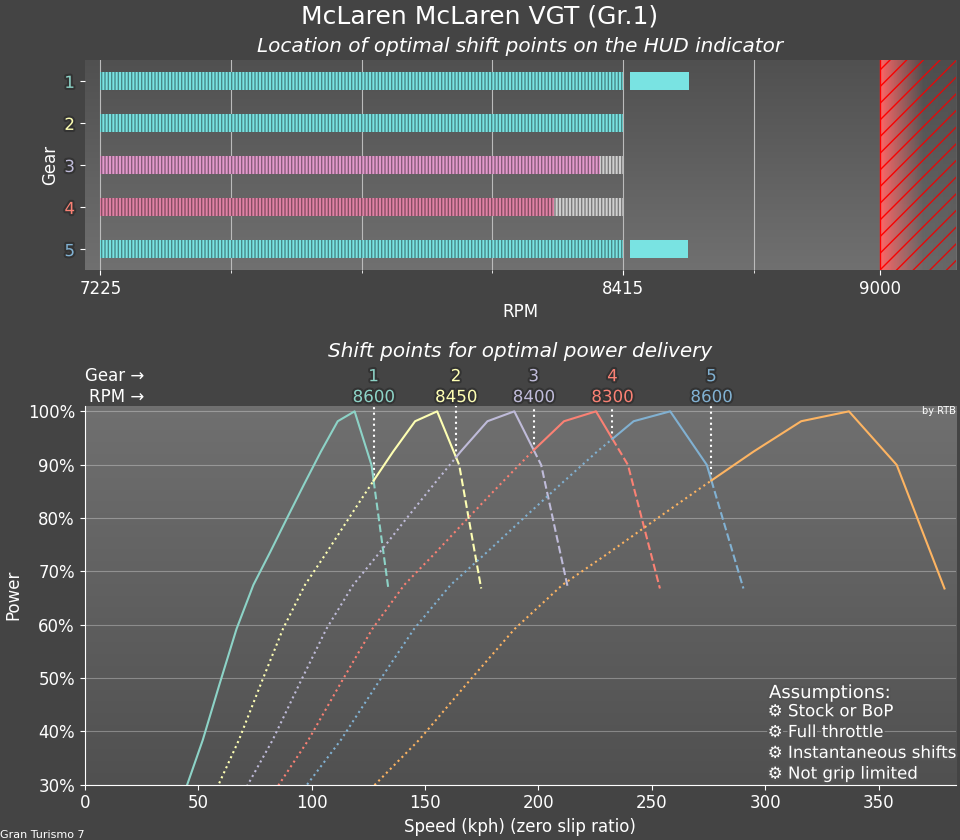 McLaren McLaren VGT (Gr.1)
Location of optimal shift points on the HUD indicator
Gear
1
2
3
4
5
7225 8415 9000
RPM
Shift points for optimal power delivery
Gear → 1 2 3 4 5
RPM → 8600 8450 8400 8300 8600
by RTB
Power
100%
90%
80%
70%
60%
50%
40%
30%
Assumptions:
⚙ Stock or BoP
⚙ Full throttle
⚙ Instantaneous shifts
⚙ Not grip limited
0 50 100 150 200 250 300 350
Speed (kph) (zero slip ratio)
Gran Turismo 7